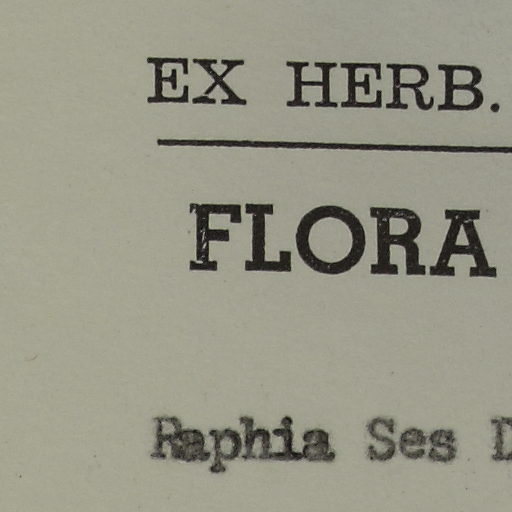 EX HERB.
FLORA
Raphia Ses D